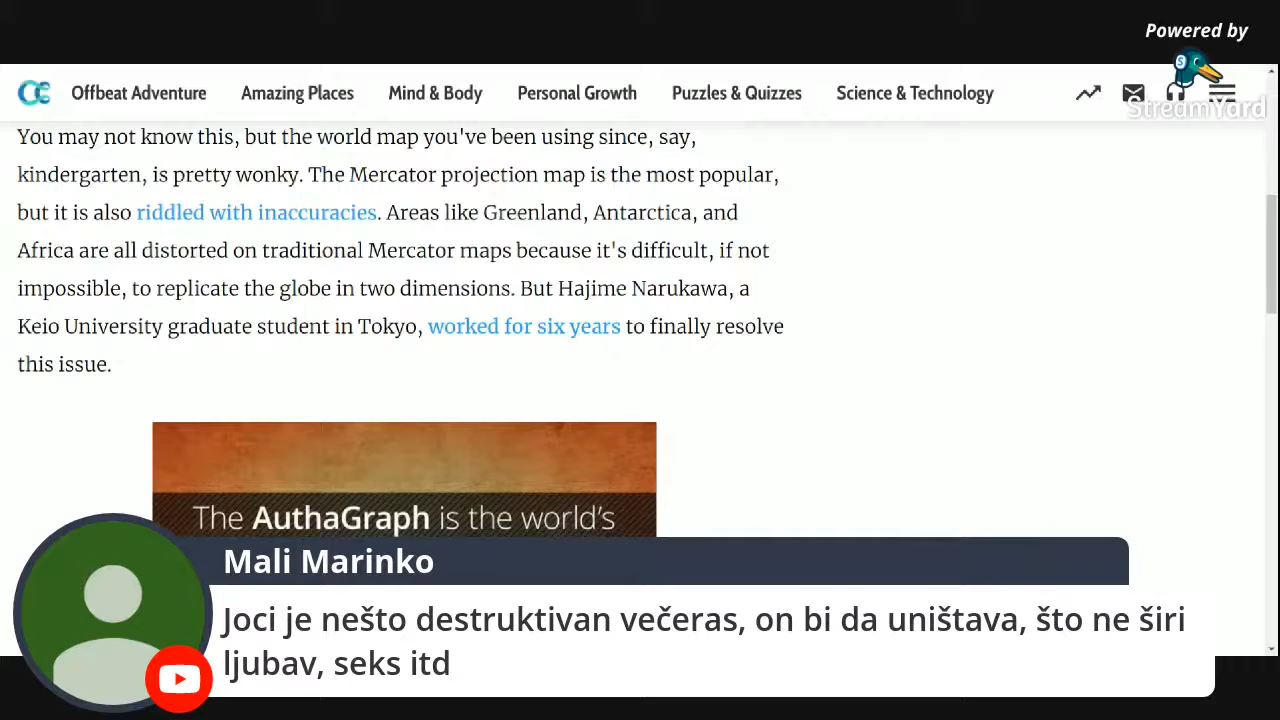 Powered by
StreamYard
Offbeat Adventure Amazing Places Mind & Body Personal Growth Puzzles & Quizzes Science & Technology
You may not know this, but the world map you've been using since, say,
kindergarten, is pretty wonky. The Mercator projection map is the most popular,
but it is also riddled with inaccuracies. Areas like Greenland, Antarctica, and
Africa are all distorted on traditional Mercator maps because it's difficult, if not
impossible, to replicate the globe in two dimensions. But Hajime Narukawa, a
Keio University graduate student in Tokyo, worked for six years to finally resolve
this issue.
The AuthaGraph is the world's
Mali Marinko
Joci je nešto destruktivan večeras, on bi da uništava, što ne širi
ljubav, seks itd